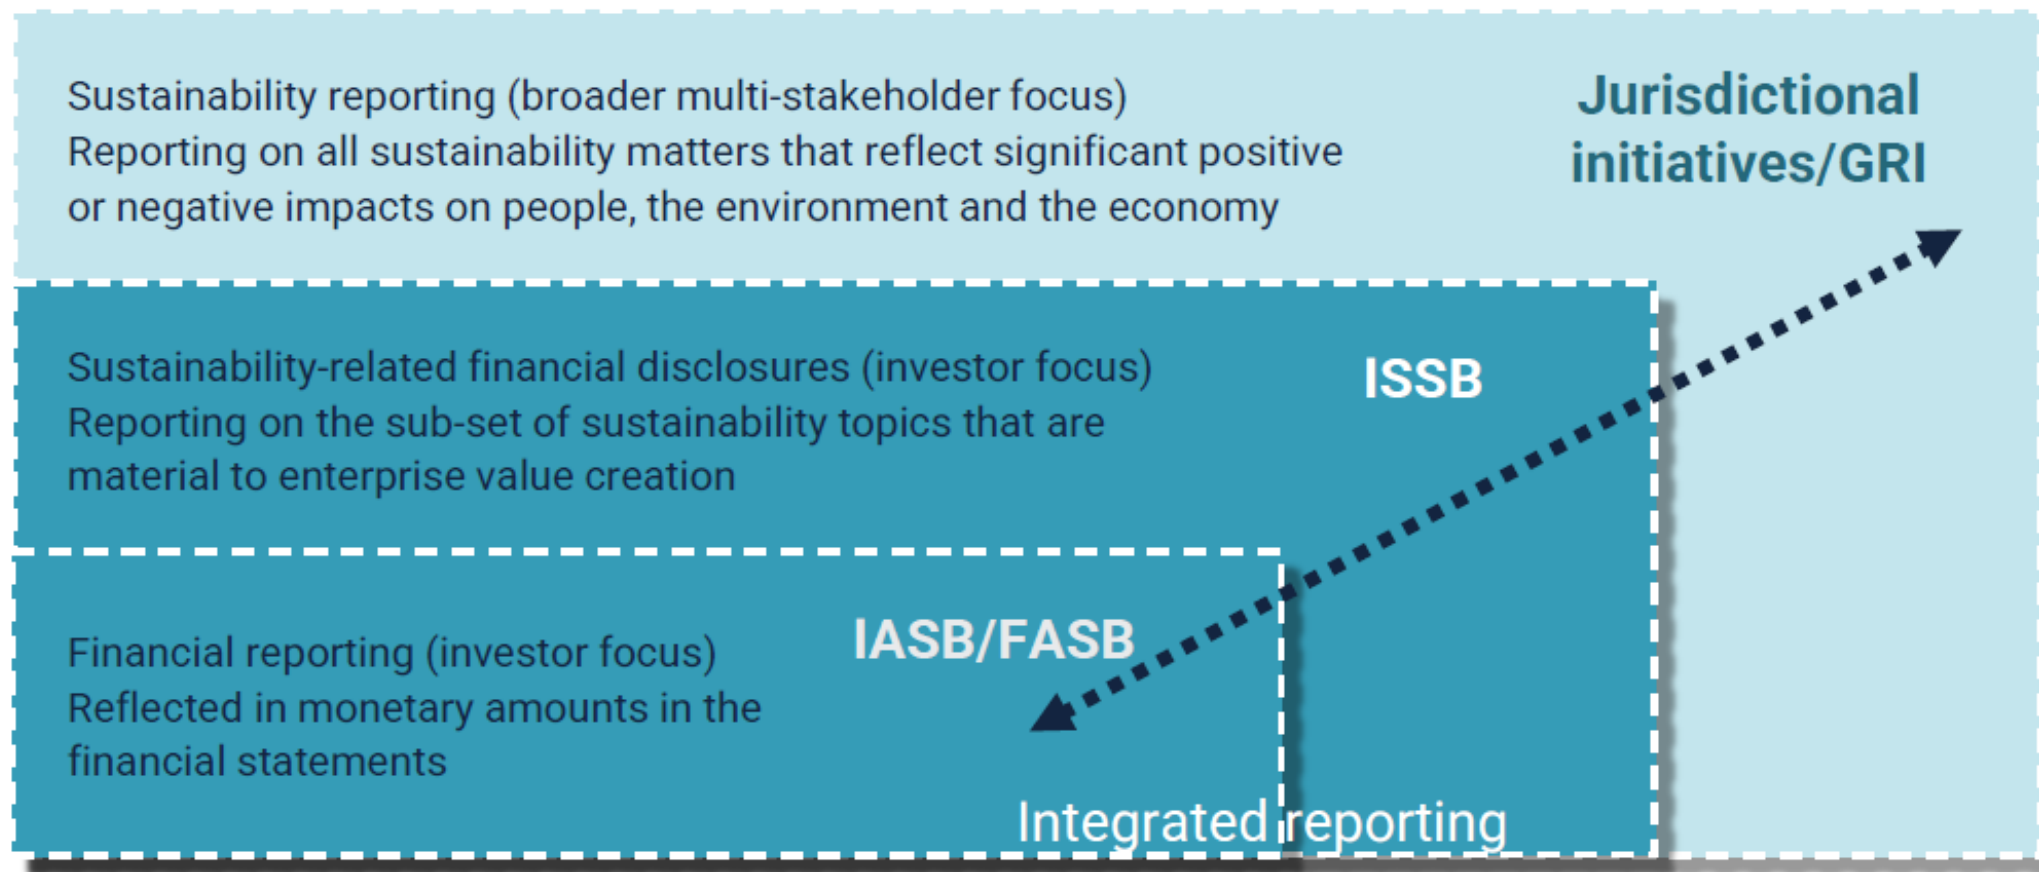 Sustainability reporting (broader multi-stakeholder focus)
Reporting on all sustainability matters that reflect significant positive
or negative impacts on people, the environment and the economy
Jurisdictional
initiatives/GRI
Sustainability-related financial disclosures (investor focus)
Reporting on the sub-set of sustainability topics that are
material to enterprise value creation
ISSB
Financial reporting (investor focus)
Reflected in monetary amounts in the
financial statements
IASB/FASB
Integrated reporting